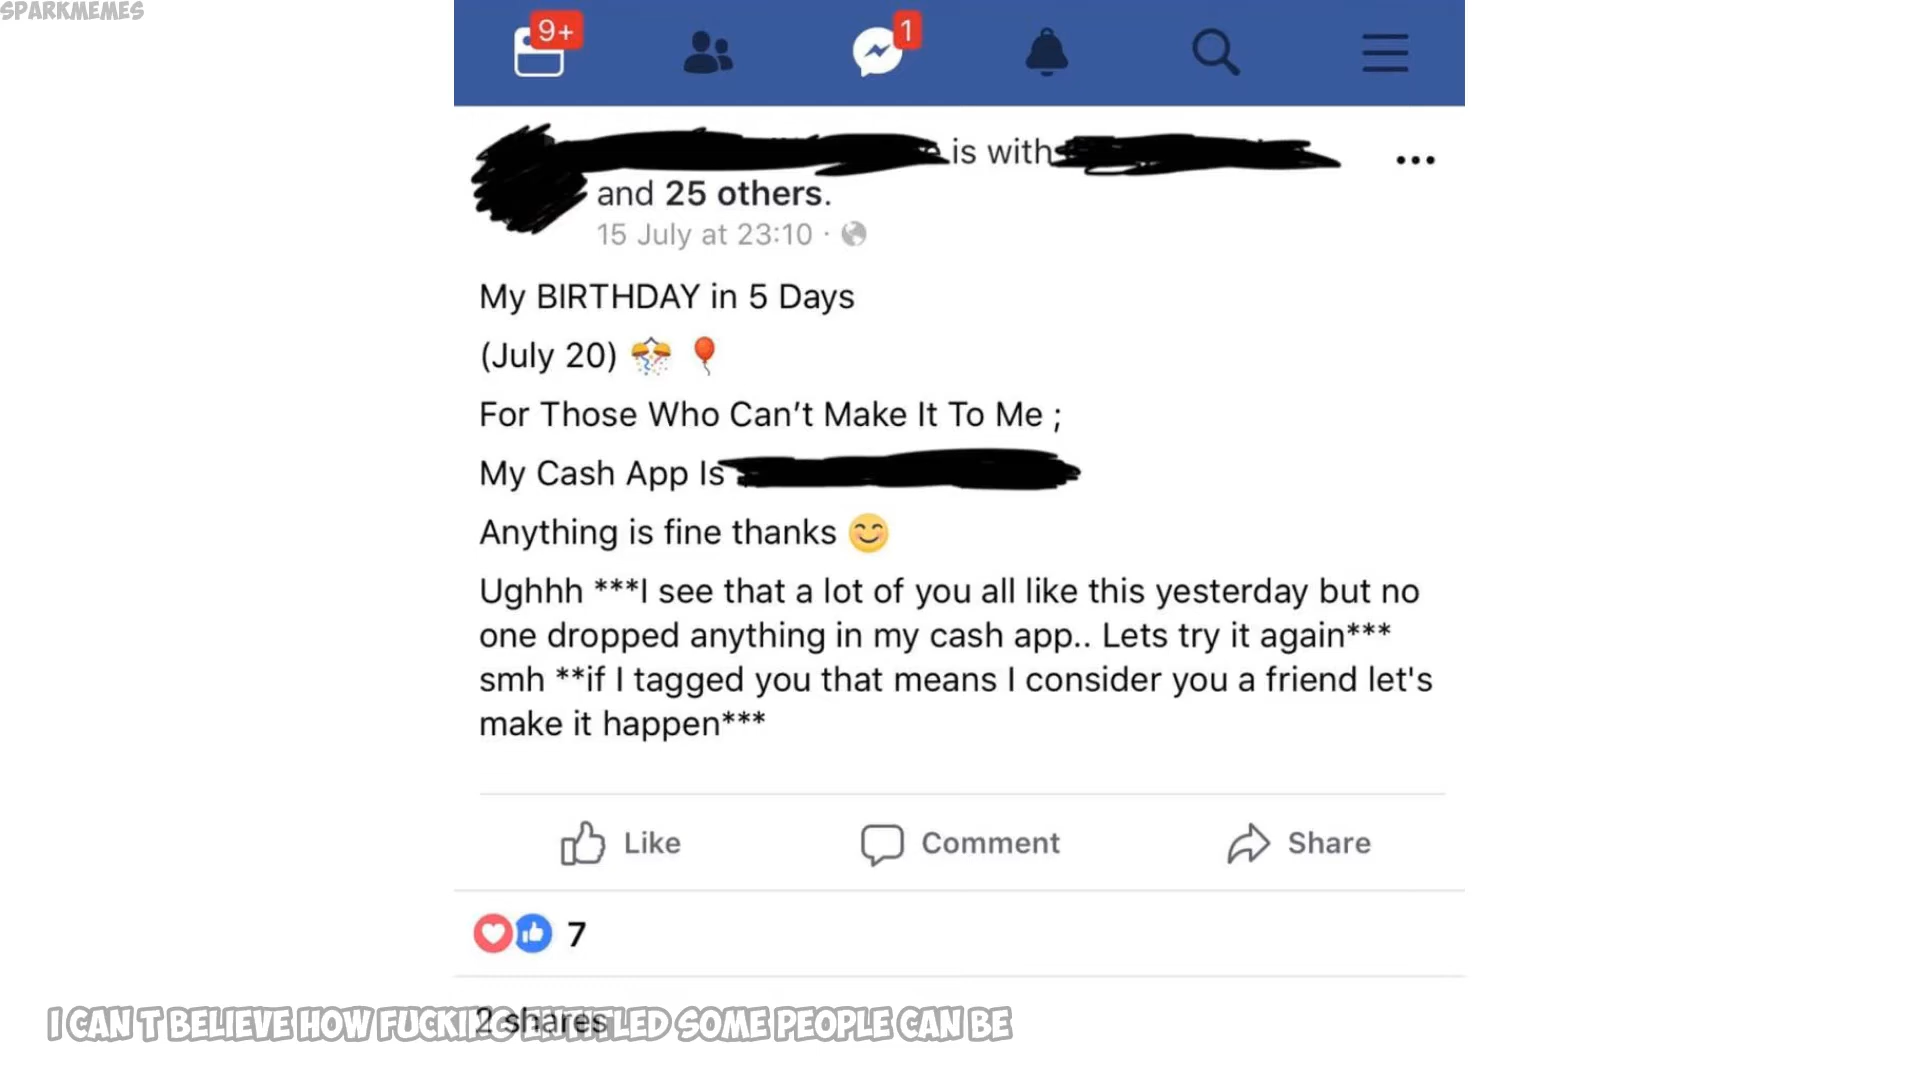 SPARKMEMES
9+
1
is with
and 25 others.
15 July at 23:10 ·
My BIRTHDAY in 5 Days
(July 20) 🎊 🎈
For Those Who Can't Make It To Me ;
My Cash App Is
Anything is fine thanks 😊
Ughhh ***I see that a lot of you all like this yesterday but no
one dropped anything in my cash app.. Lets try it again***
smh **if I tagged you that means I consider you a friend let's
make it happen***
Like Comment Share
7
2 shares
I CAN T BELIEVE HOW FUCKING ENTITLED SOME PEOPLE CAN BE